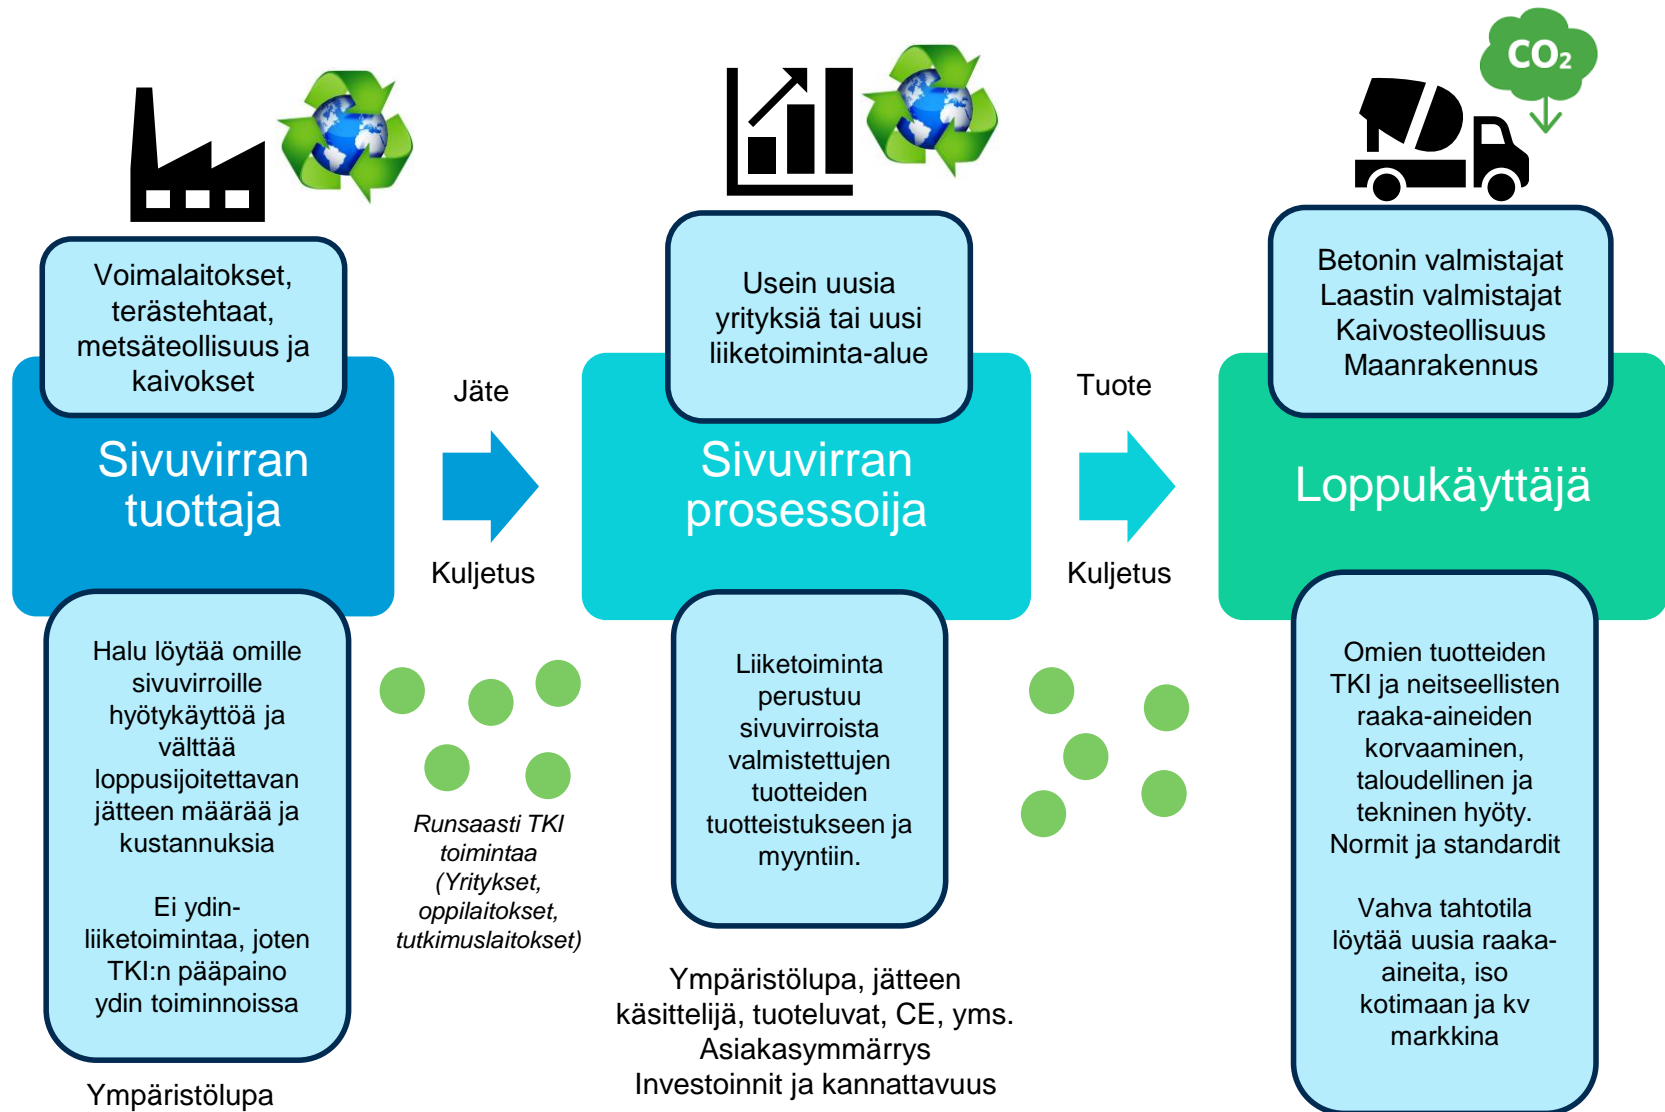 CO2
Voimalaitokset,
terästehtaat,
metsäteollisuus ja
kaivokset
Sivuvirran
tuottaja
Halu löytää omille
sivuvirroille
hyötykäyttöä ja
välttää
loppusijoitettavan
jätteen määrää ja
kustannuksia
Ei ydin-
liiketoimintaa, joten
TKI:n pääpaino
ydin toiminnoissa
Ympäristölupa
Jäte
Kuljetus
Runsaasti TKI
toimintaa
(Yritykset,
oppilaitokset,
tutkimuslaitokset)
Usein uusia
yrityksiä tai uusi
liiketoiminta-alue
Sivuvirran
prosessoija
Liiketoiminta
perustuu
sivuvirroista
valmistettujen
tuotteiden
tuotteistukseen ja
myyntiin.
Ympäristölupa, jätteen
käsittelijä, tuoteluvat, CE, yms.
Asiakasymmärrys
Investoinnit ja kannattavuus
Tuote
Kuljetus
Betonin valmistajat
Laastin valmistajat
Kaivosteollisuus
Maanrakennus
Loppukäyttäjä
Omien tuotteiden
TKI ja neitseellisten
raaka-aineiden
korvaaminen,
taloudellinen ja
tekninen hyöty.
Normit ja standardit
Vahva tahtotila
löytää uusia raaka-
aineita, iso
kotimaan ja kv
markkina